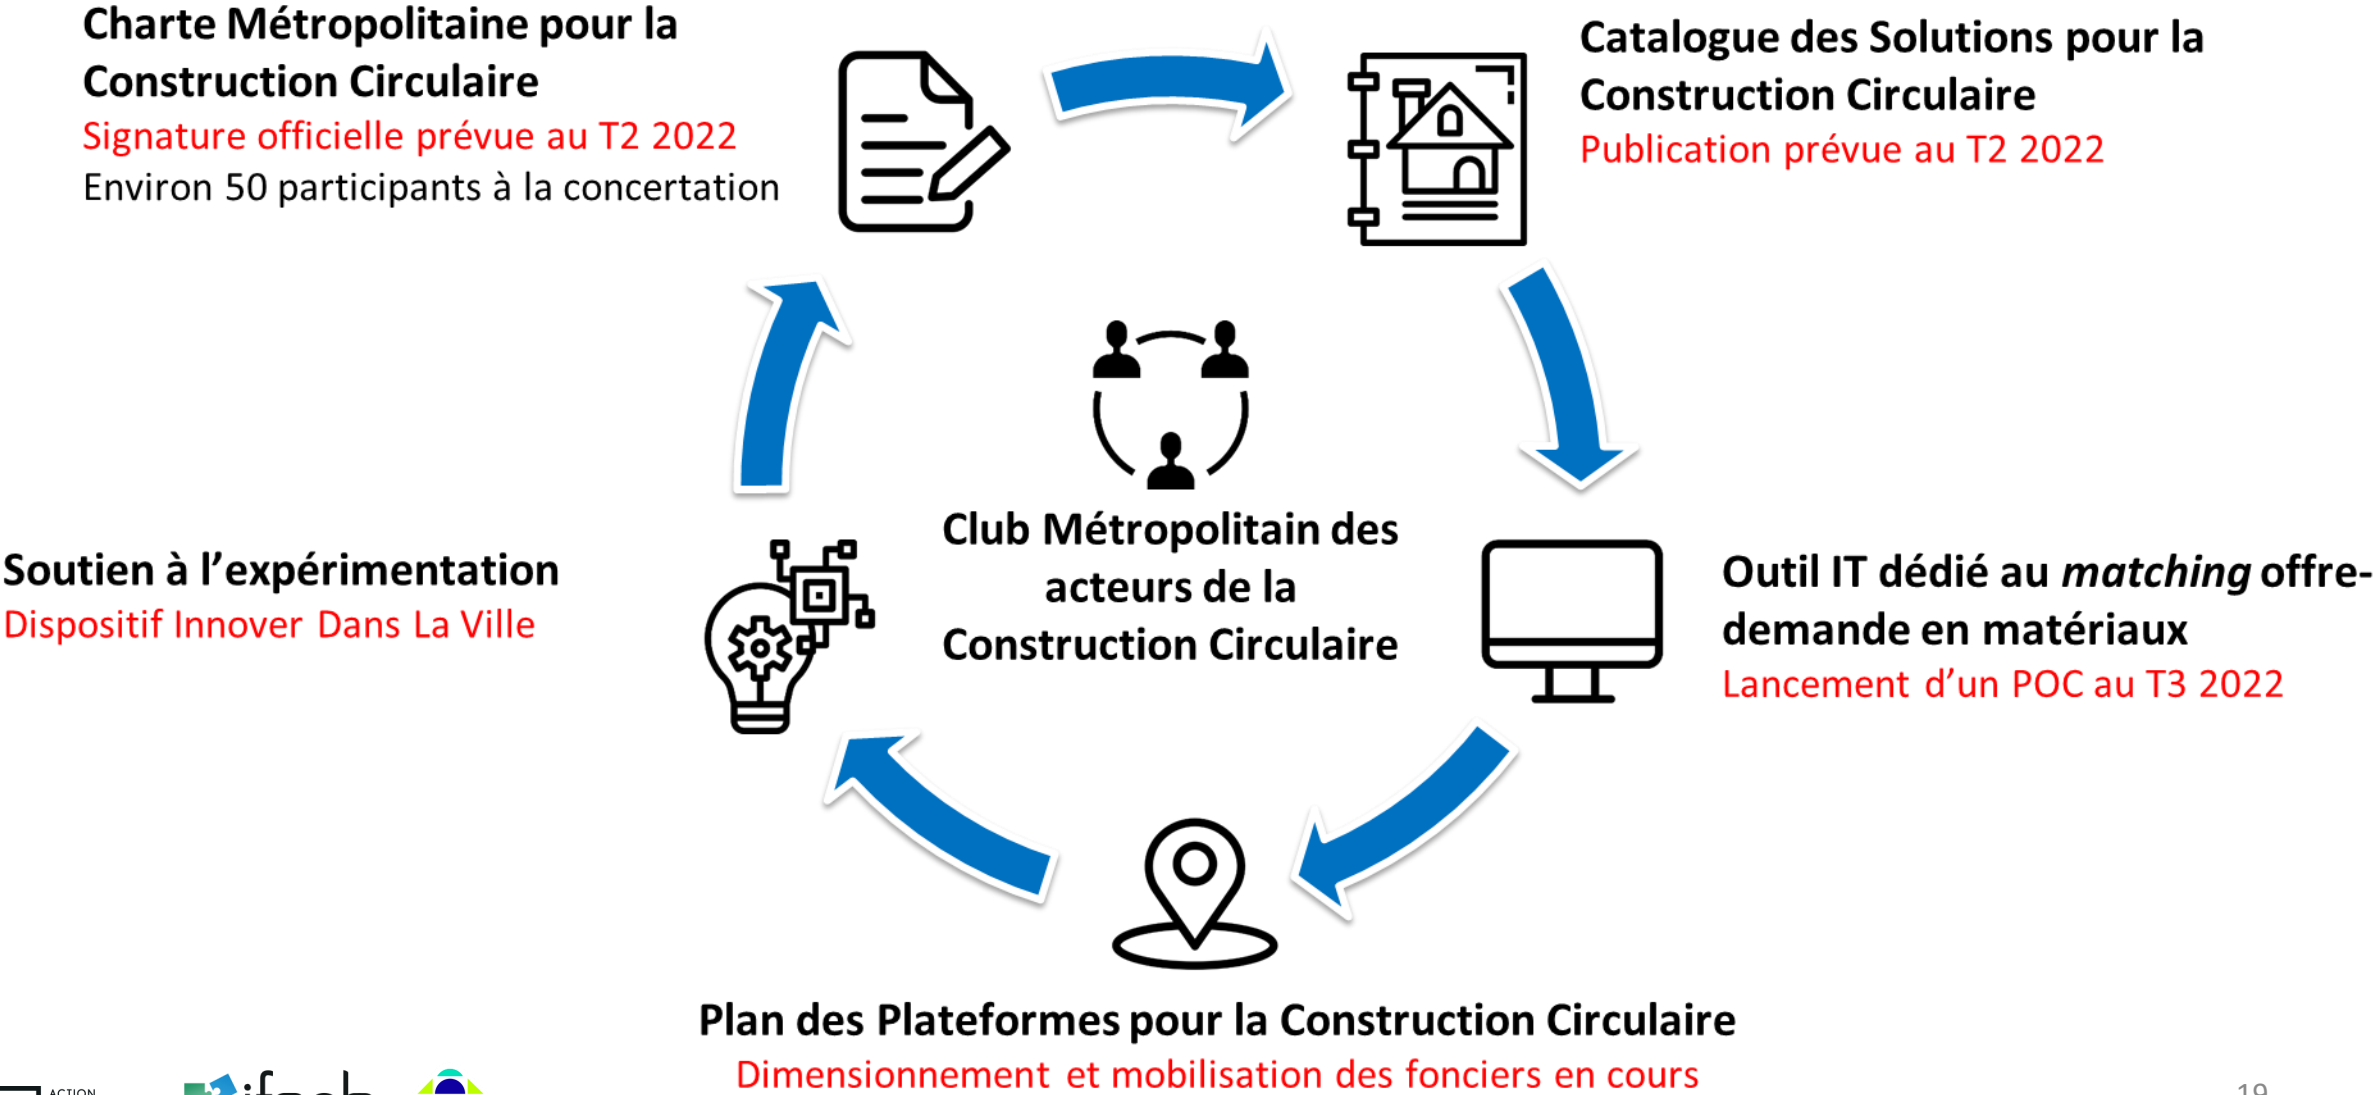 Charte Métropolitaine pour la
Construction Circulaire
Signature officielle prévue au T2 2022
Environ 50 participants à la concertation
Catalogue des Solutions pour la
Construction Circulaire
Publication prévue au T2 2022
Club Métropolitain des
acteurs de la
Construction Circulaire
Soutien à l’expérimentation
Dispositif Innover Dans La Ville
Outil IT dédié au matching offre-
demande en matériaux
Lancement d’un POC au T3 2022
Plan des Plateformes pour la Construction Circulaire
Dimensionnement et mobilisation des fonciers en cours
ACTION
19